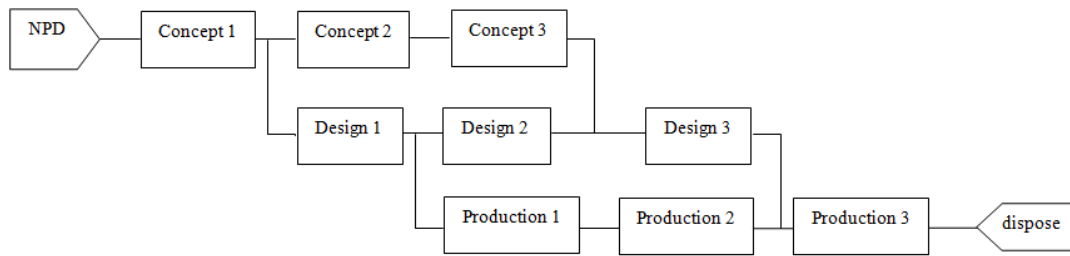 NPD
Concept 1
Concept 2
Concept 3
Design 1
Design 2
Design 3
Production 1
Production 2
Production 3
dispose